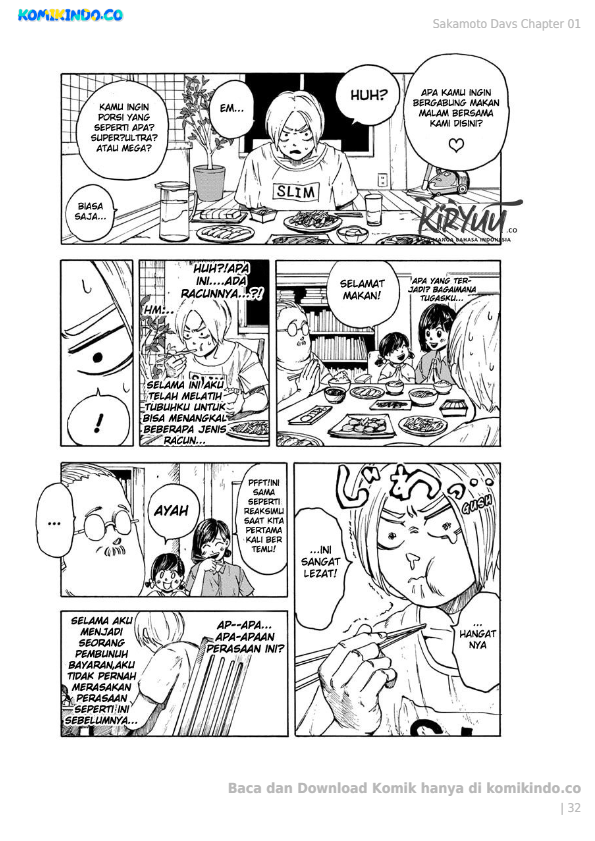 KOMIKINDO.CO
Sakamoto Days Chapter 01
APA KAMU INGIN
BERGABUNG MAKAN
MALAM BERSAMA
KAMI DISINI?
♡
HUH?
EM...
KAMU INGIN
PORSI YANG
SEPERTI APA?
SUPER?ULTRA?
ATAU MEGA?
BIASA
SAJA...
SLIM
KIRYUU
.CO
MANGA BAHASA INDONESIA
!
HUH?!APA
INI....ADA
RACUNNYA...?!
HM...
SELAMA INI AKU
TELAH MELATIH
TUBUHKU UNTUK
BISA MENANGKAL
BEBERAPA JENIS
RACUN...
SELAMAT
MAKAN!
APA YANG TER-
JADI? BAGAIMANA
TUGASKU...
...
AYAH
PFFT!INI
SAMA
SEPERTI
REAKSIMU
SAAT KITA
PERTAMA
KALI BER
TEMU!
じわっ...
GUSH
...INI
SANGAT
LEZAT!
...
HANGAT
NYA
SELAMA AKU
MENJADI
SEORANG
PEMBUNUH
BAYARAN,AKU
TIDAK PERNAH
MERASAKAN
PERASAAN
SEPERTI INI
SEBELUMNYA...
AP--APA...
APA-APAAN
PERASAAN INI?
Baca dan Download Komik hanya di komikindo.co
| 32